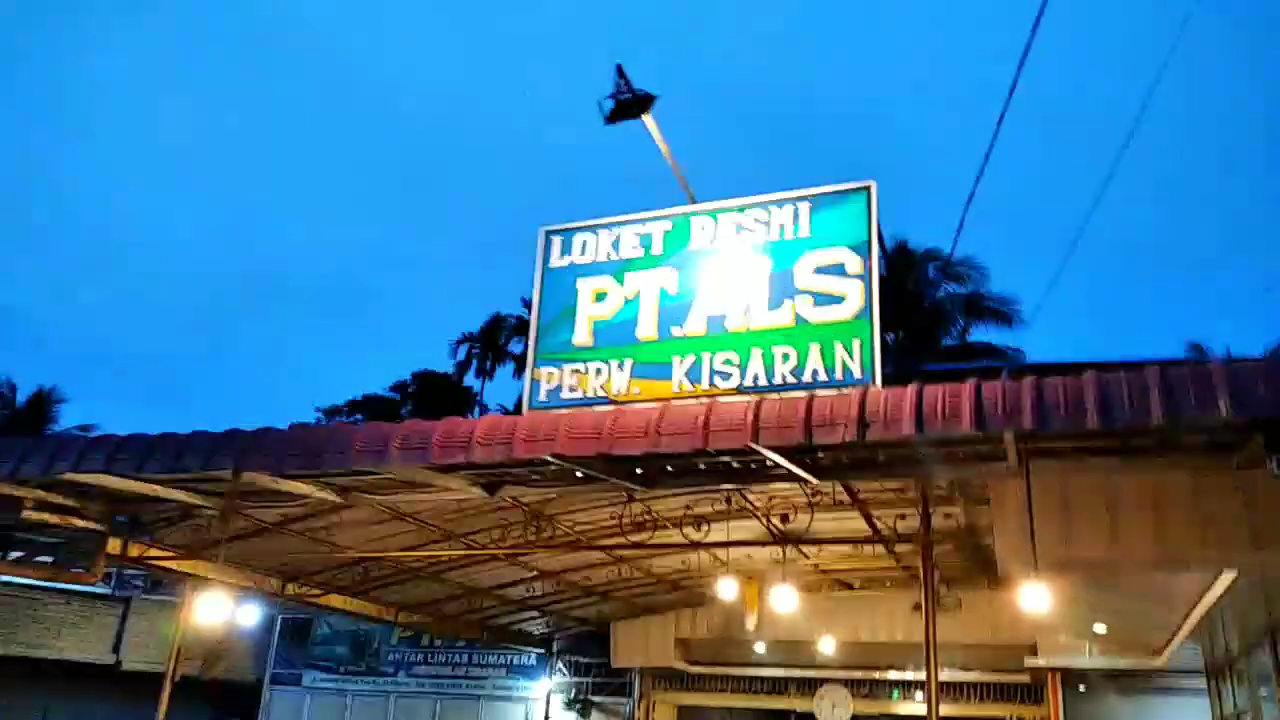 LOKET RESMI
PT.ALS
PERW. KISARAN
ANTAR LINTAS SUMATERA